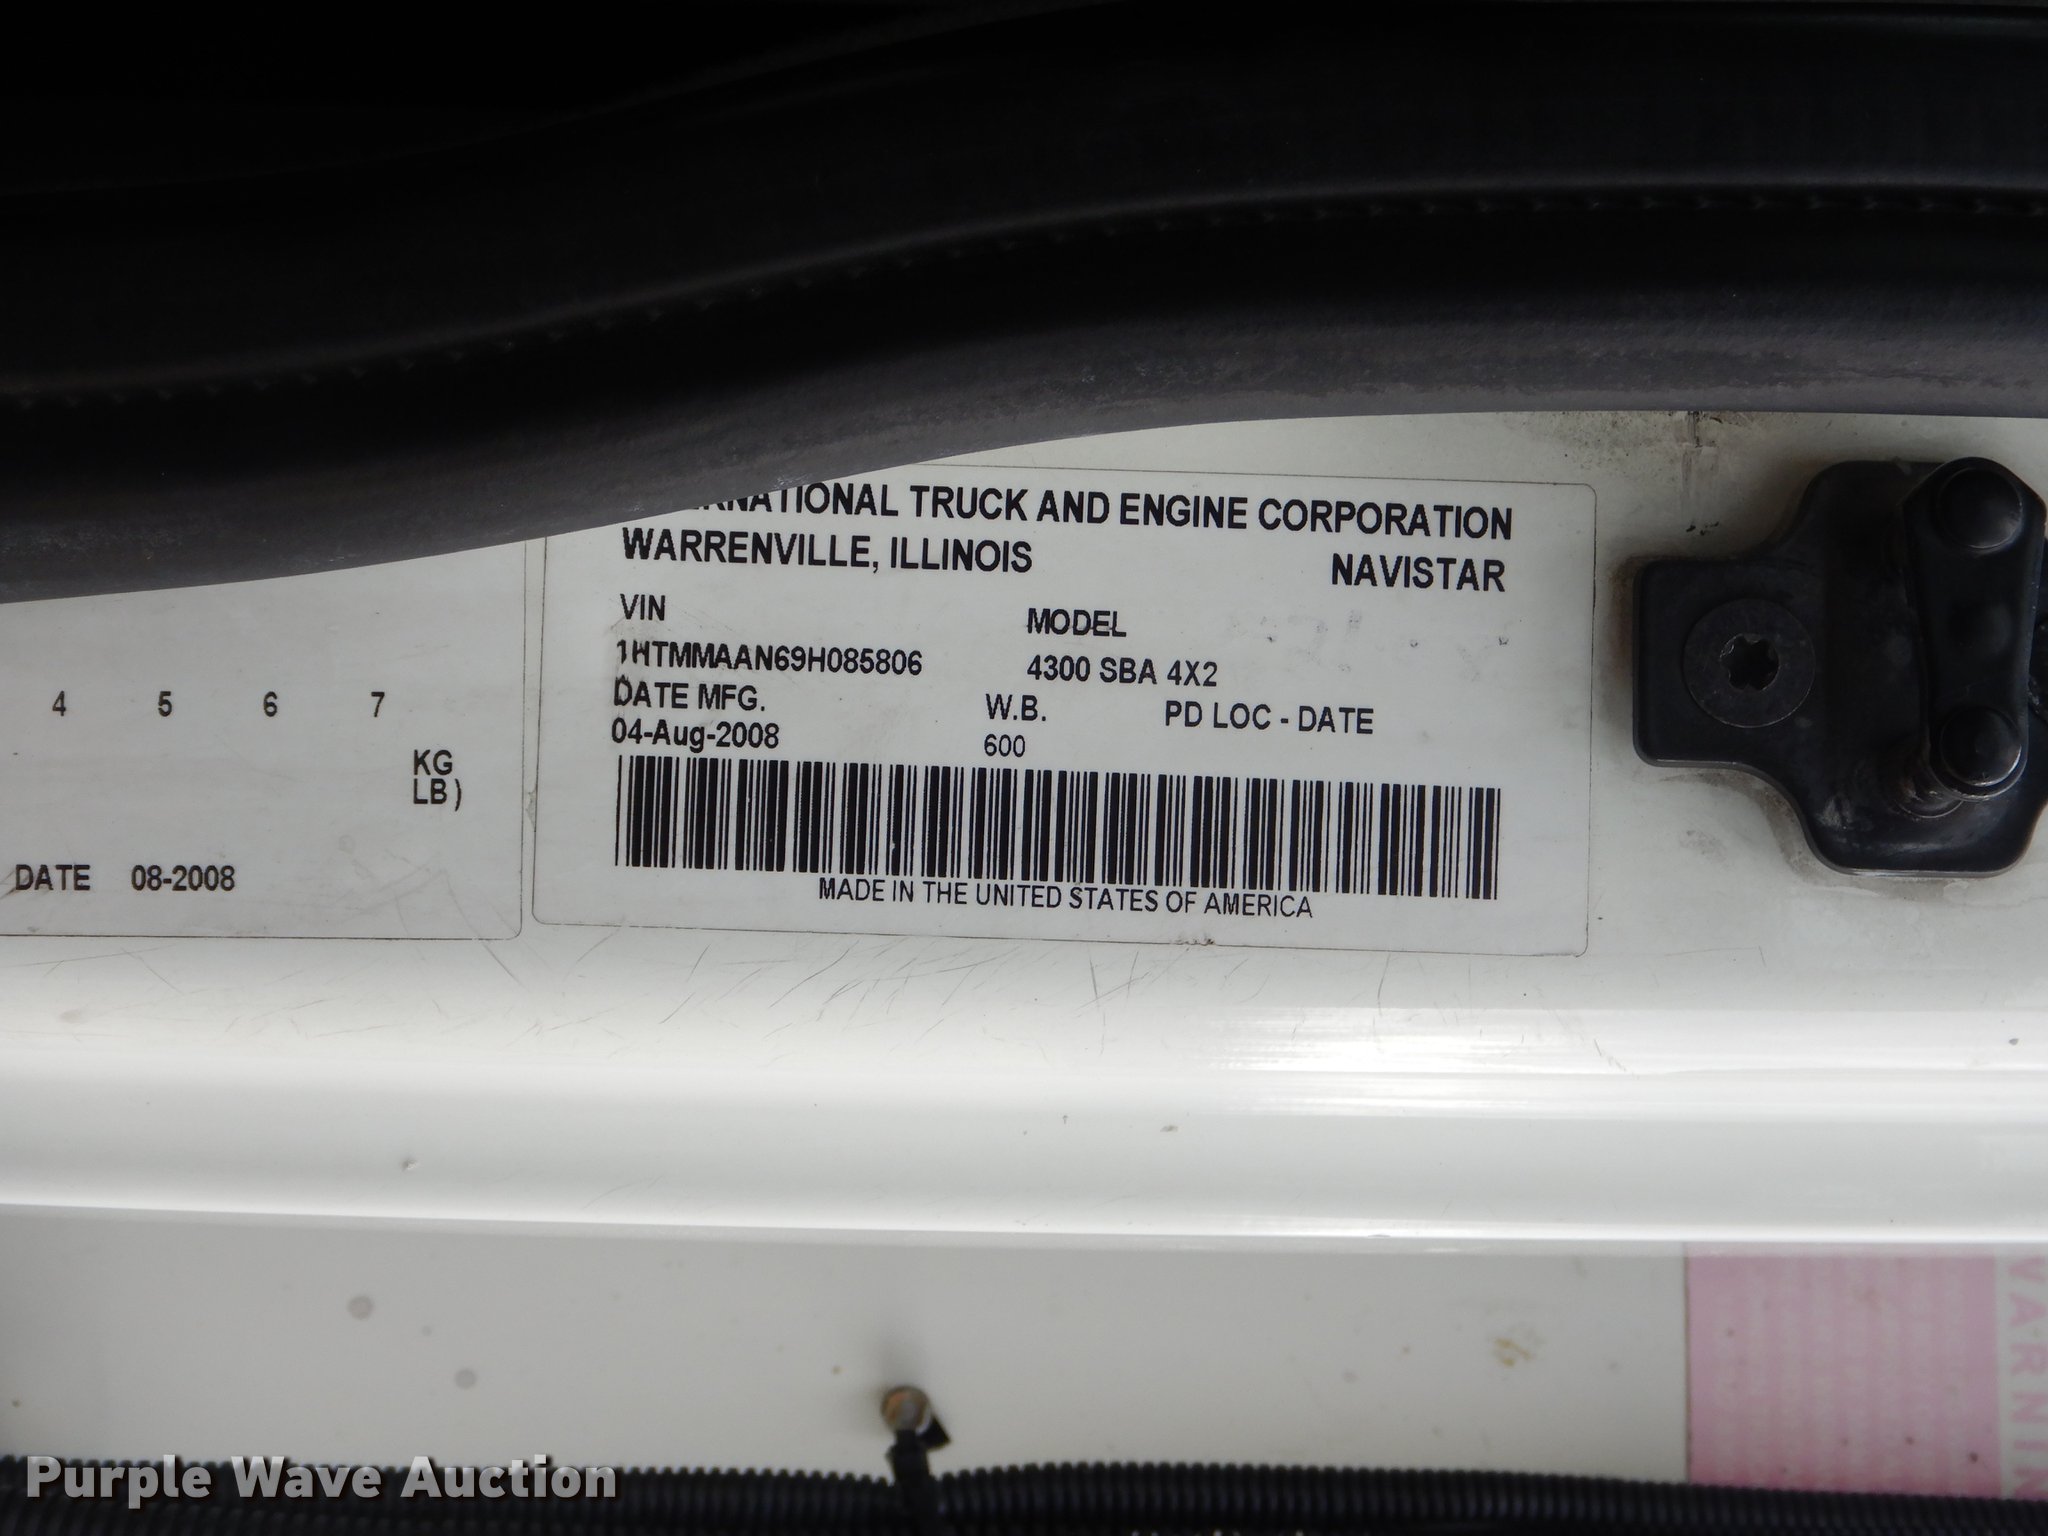 TIONAL TRUCK AND ENGINE CORPORATION
WARRENVILLE, ILLINOIS NAVISTAR
VIN MODEL
1HTMMAAN69H085806 4300 SBA 4X2
DATE MFG. W.B. PD LOC - DATE
04-Aug-2008 600
MADE IN THE UNITED STATES OF AMERICA
4 5 6 7
KG
LB)
DATE 08-2008
Purple Wave Auction